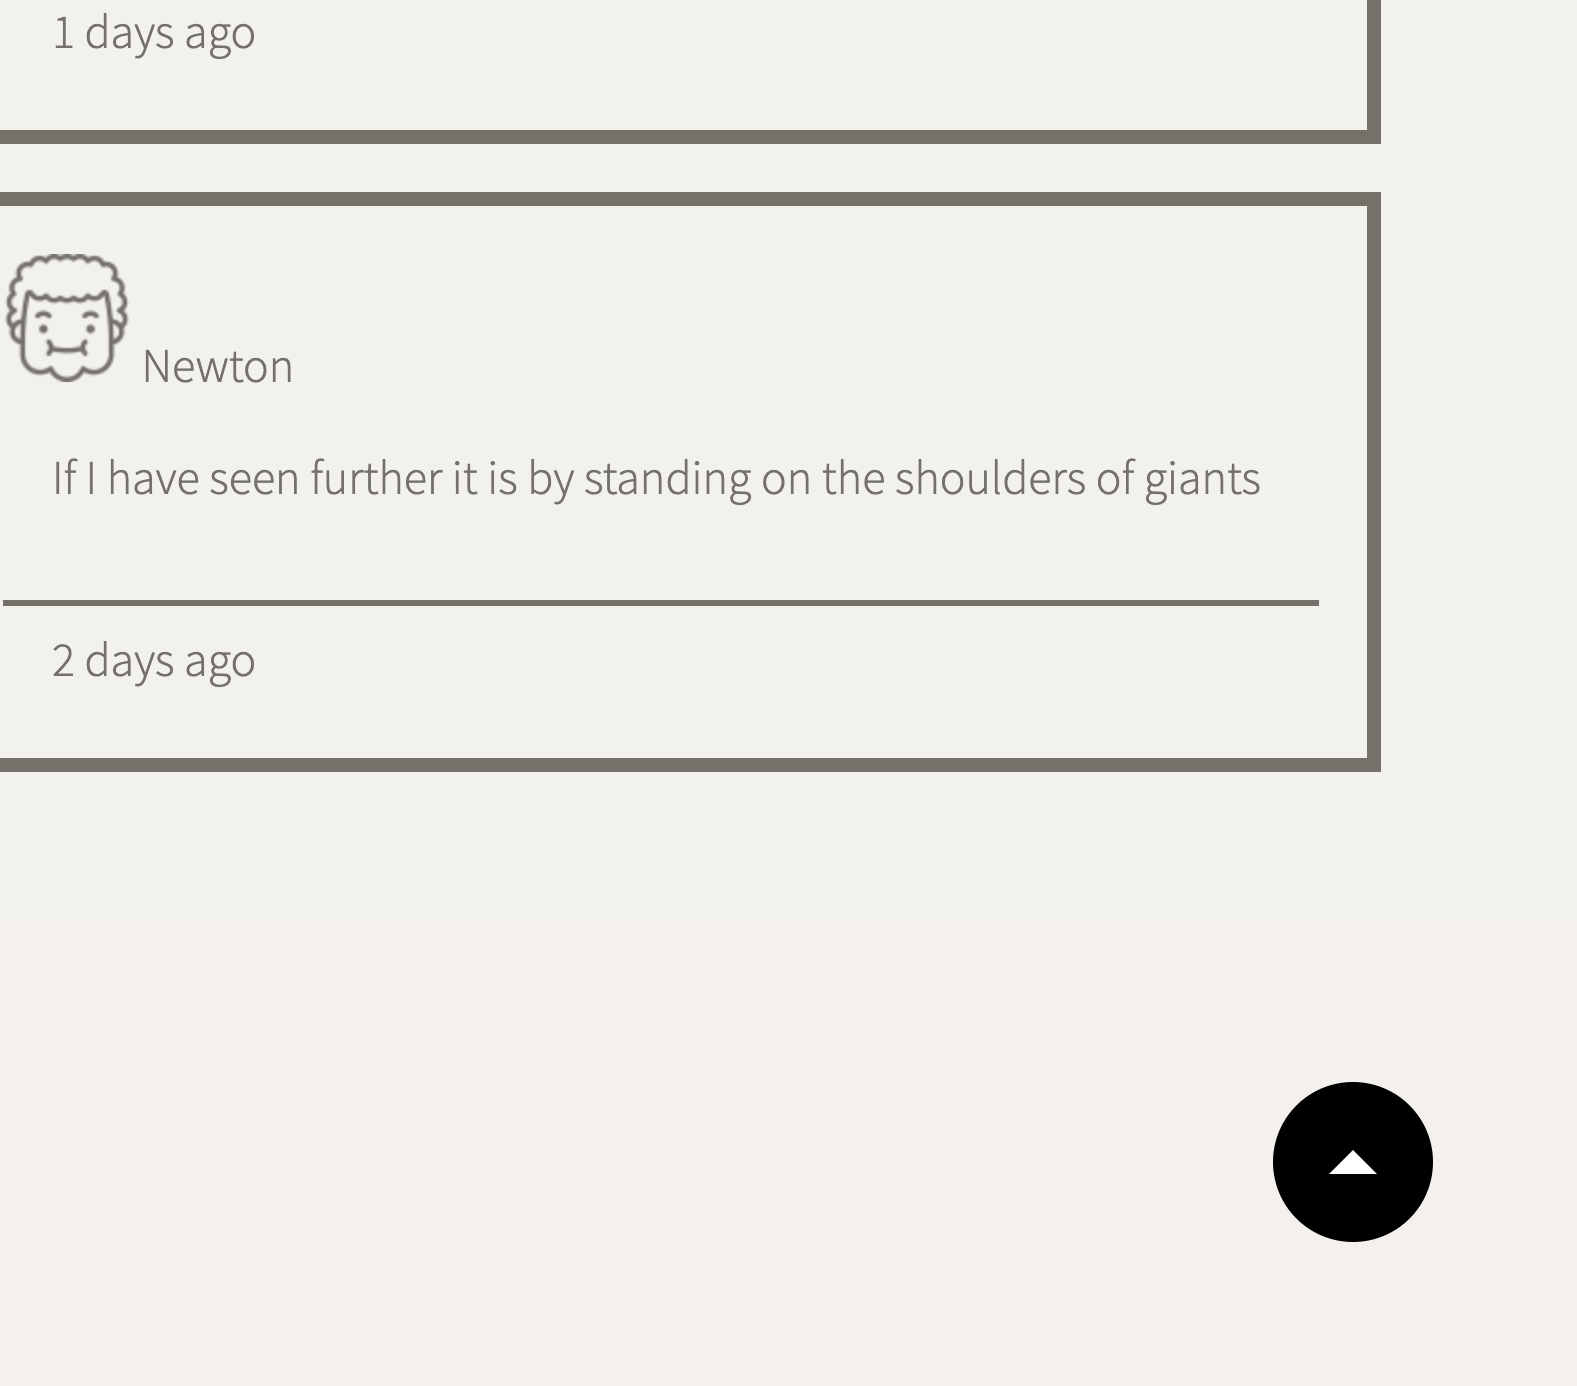 1 days ago
Newton
If I have seen further it is by standing on the shoulders of giants
2 days ago